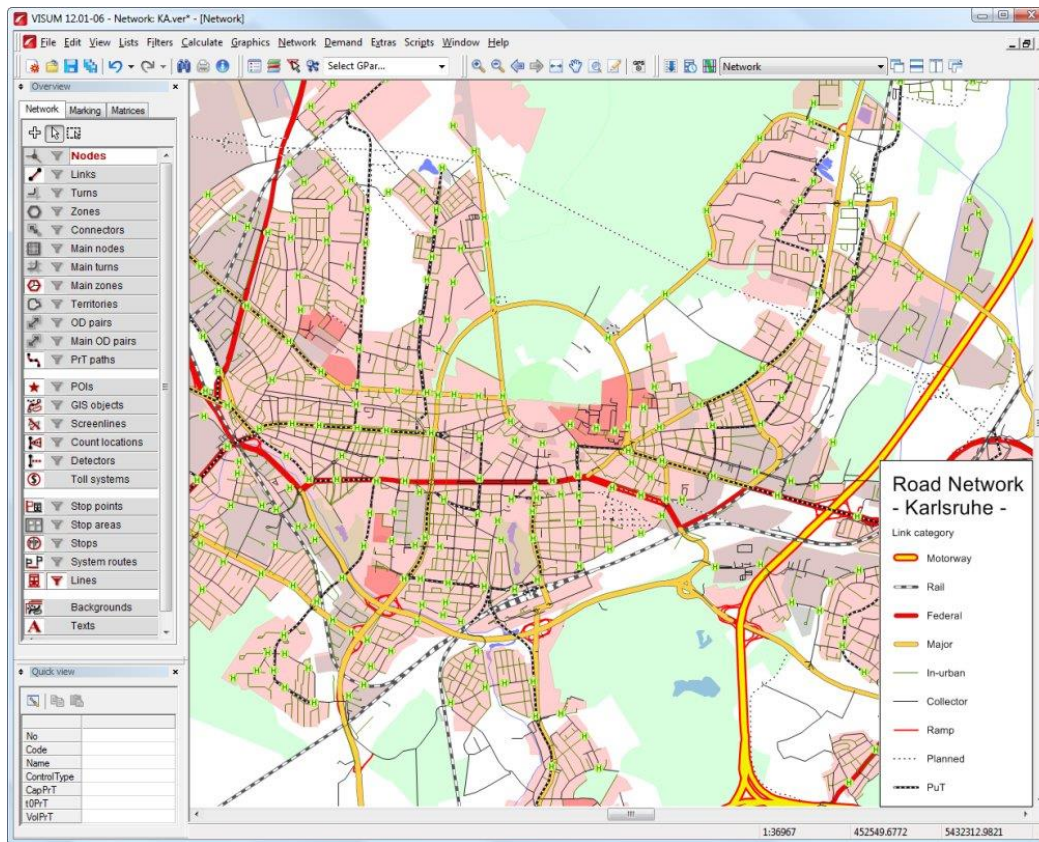 VISUM 12.01-06 - Network: KA.ver* - [Network]
File Edit View Lists Filters Calculate Graphics Network Demand Extras Scripts Window Help
Select GPar...
GPS
Network
Overview
Network Marking Matrices
Nodes
Links
Turns
Zones
Connectors
Main nodes
Main turns
Main zones
Territories
OD pairs
Main OD pairs
PrT paths
POIs
GIS objects
Screenlines
Count locations
Detectors
Toll systems
Stop points
Stop areas
Stops
System routes
Lines
Backgrounds
Texts
Quick view
No
Code
Name
ControlType
CapPrT
t0PrT
VolPrT
Road Network
- Karlsruhe -
Link category
Motorway
Rail
Federal
Major
In-urban
Collector
Ramp
Planned
PuT
1:36967 452549.6772 5432312.9821